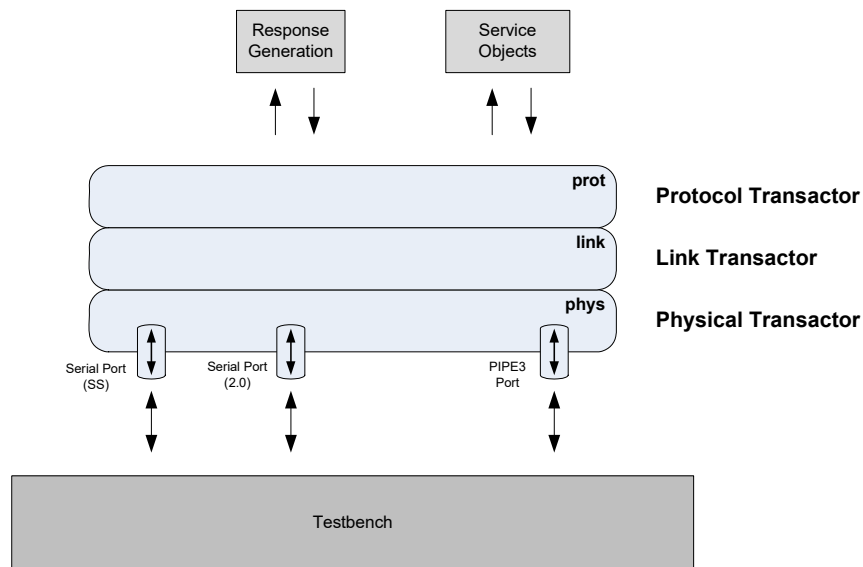 Response
Generation
Service
Objects
prot
Protocol Transactor
link
Link Transactor
phys
Physical Transactor
Serial Port
(SS)
Serial Port
(2.0)
PIPE3
Port
Testbench